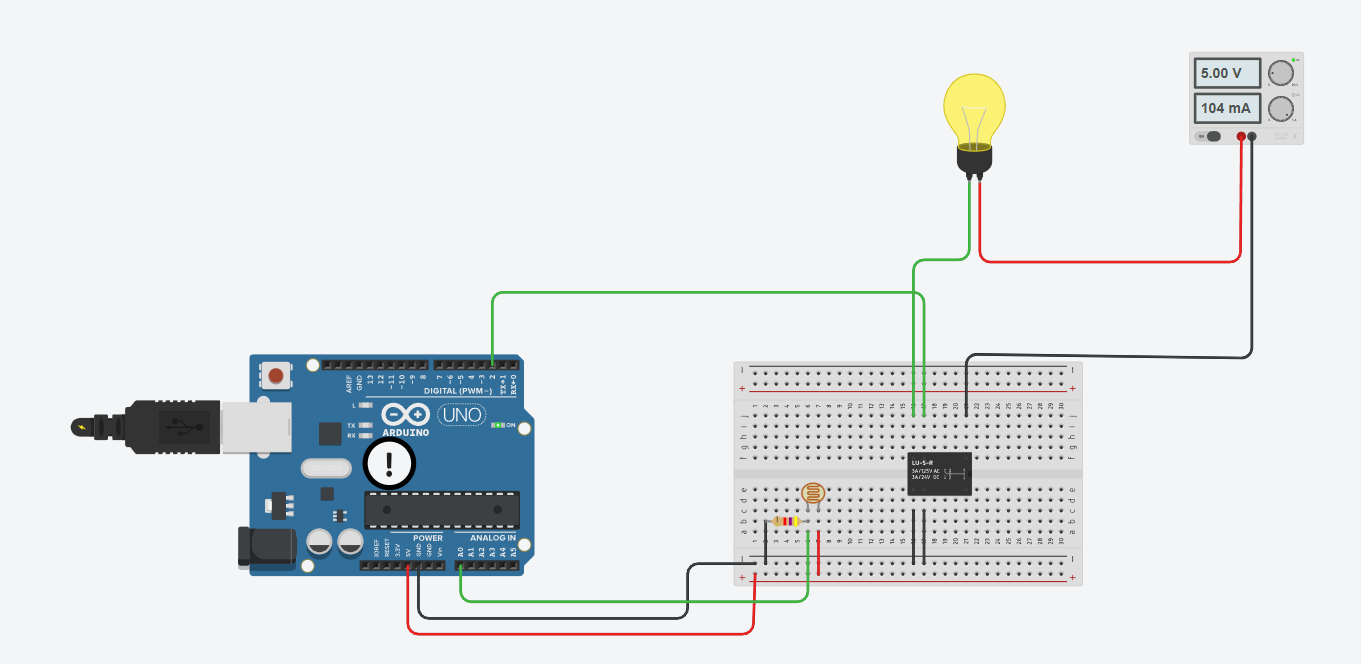 5.00 V
104 mA
AREF
GND
13
12
~11
~10
~9
8
7
~6
~5
4
~3
2
TX→1
RX←0
DIGITAL (PWM~)
L
TX
RX
UNO
ON
ARDUINO
!
LU-5-R
3A/125V AC
3A/24V DC
POWER
ANALOG IN
IOREF
RESET
3.3V
5V
GND
GND
Vin
A0
A1
A2
A3
A4
A5
1 2 3 4 5 6 7 8 9 10 11 12 13 14 15 16 17 18 19 20 21 22 23 24 25 26 27 28 29 30
j
i
h
g
f
e
d
c
b
a